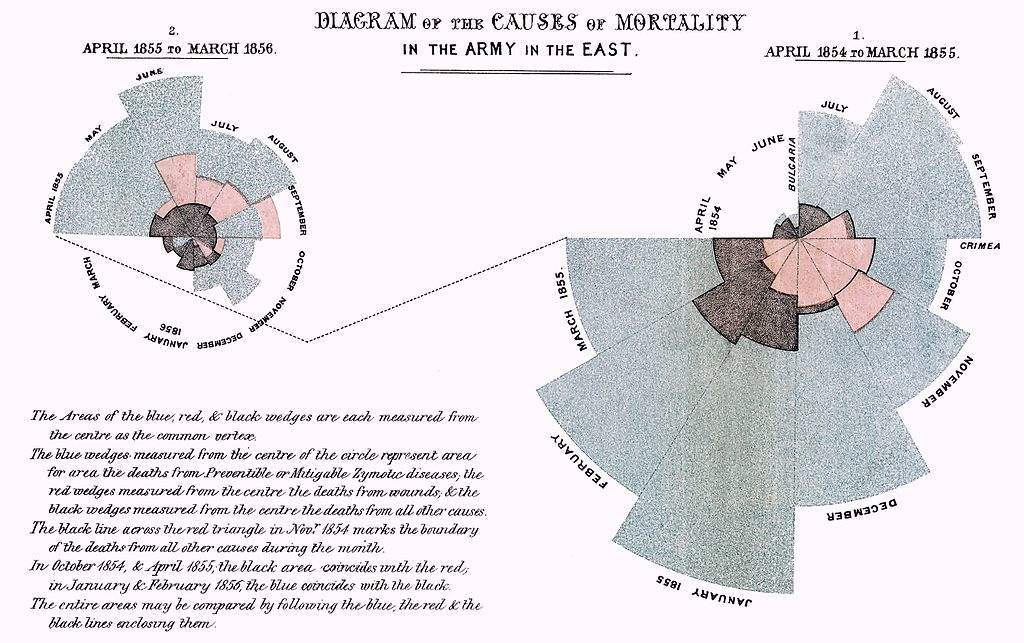 DIAGRAM OF THE CAUSES OF MORTALITY
IN THE ARMY IN THE EAST.
2.
APRIL 1855 TO MARCH 1856.
1.
APRIL 1854 TO MARCH 1855.
APRIL 1855
MAY
JUNE
JULY
AUGUST
SEPTEMBER
OCTOBER
NOVEMBER
DECEMBER
JANUARY
1856
FEBRUARY
MARCH
APRIL
1854
MAY
JUNE
BULGARIA
JULY
AUGUST
SEPTEMBER
CRIMEA
OCTOBER
NOVEMBER
DECEMBER
JANUARY 1855
FEBRUARY
MARCH 1855.
The Areas of the blue, red, & black wedges are each measured from
the centre as the common vertex.
The blue wedges measured from the centre of the circle represent area
for area the deaths from Preventible or Mitigable Zymotic diseases; the
red wedges measured from the centre the deaths from wounds; & the
black wedges measured from the centre the deaths from all other causes.
The black line across the red triangle in Novr. 1854 marks the boundary
of the deaths from all other causes during the month.
In October 1854, & April 1855, the black area coincides with the red;
in January & February 1856, the blue coincides with the black.
The entire areas may be compared by following the blue, the red & the
black lines enclosing them.